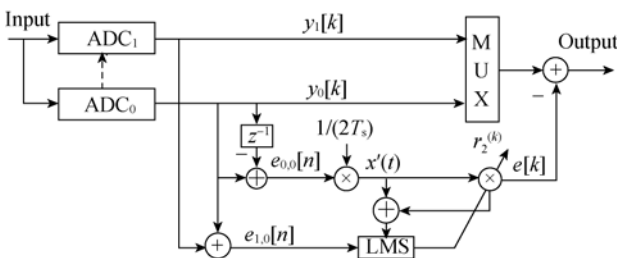 Input
ADC₁
y₁[k]
M
U
X
Output
+
−
ADC₀
y₀[k]
z⁻¹
−
1/(2Tₛ)
r₂⁽ᵏ⁾
+
e₀,₀[n]
×
x′(t)
×
e[k]
+
+
e₁,₀[n]
LMS